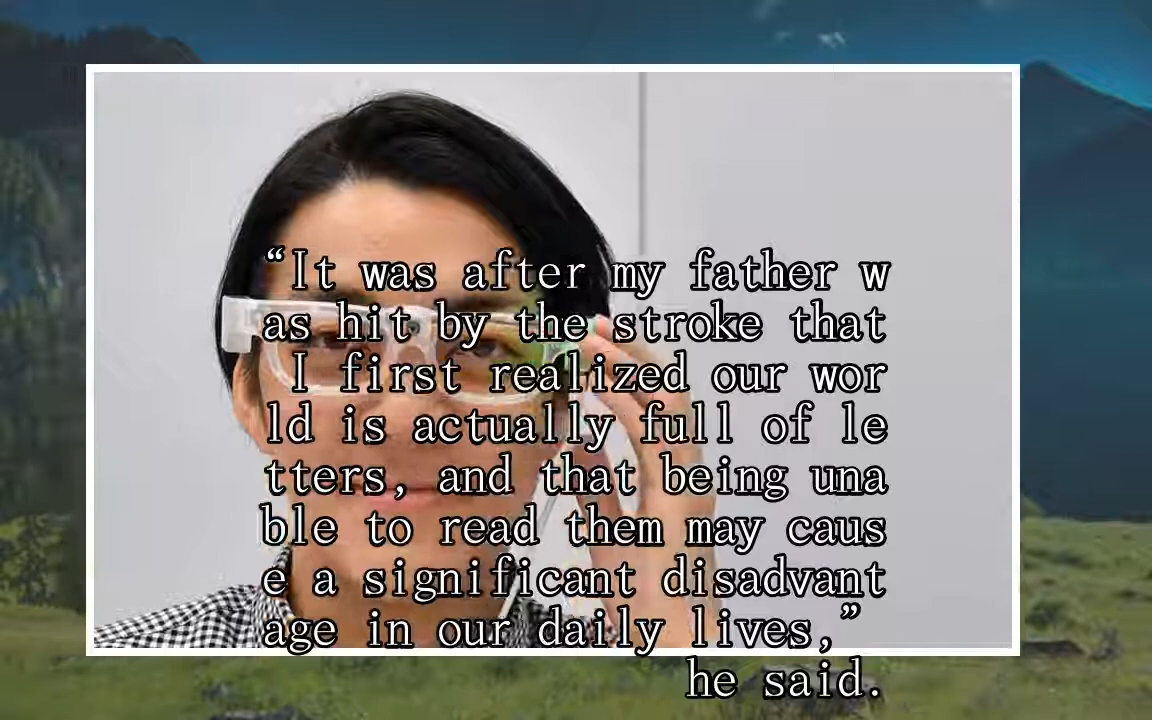 “It was after my father w
as hit by the stroke that
I first realized our wor
ld is actually full of le
tters, and that being una
ble to read them may caus
e a significant disadvant
age in our daily lives,”
he said.